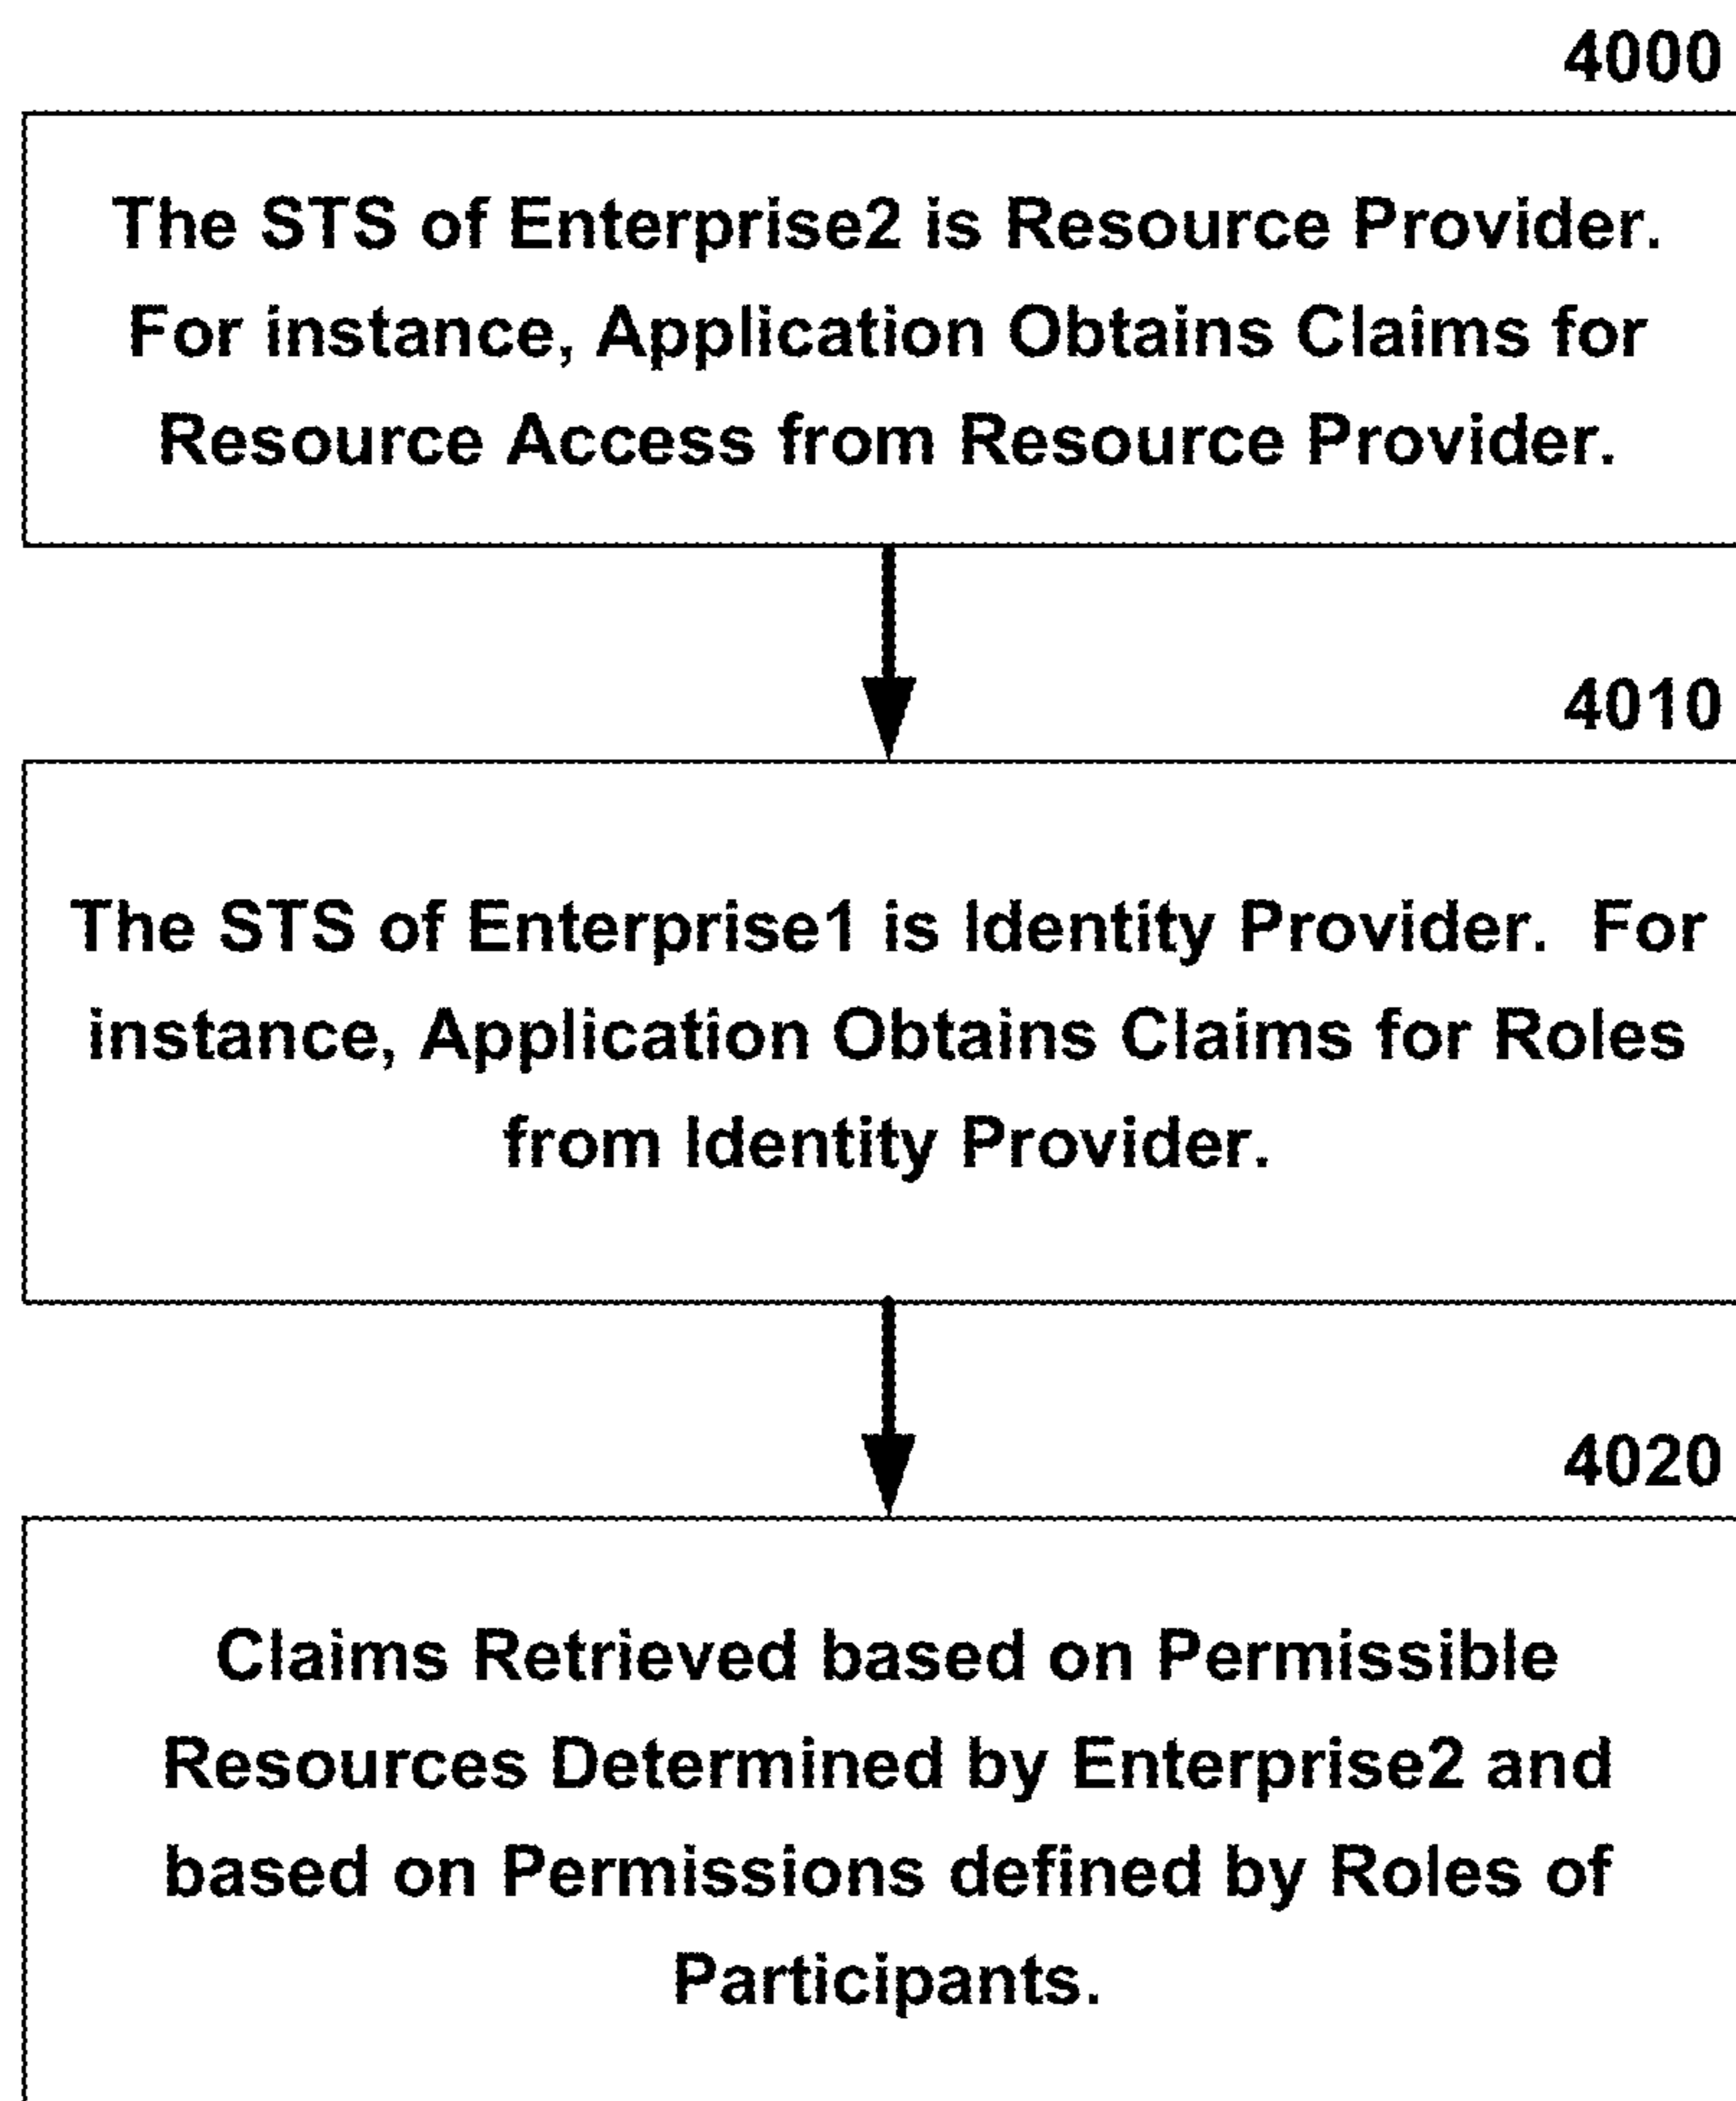 4000
The STS of Enterprise2 is Resource Provider.
For instance, Application Obtains Claims for
Resource Access from Resource Provider.
4010
The STS of Enterprise1 is Identity Provider.  For
instance, Application Obtains Claims for Roles
from Identity Provider.
4020
Claims Retrieved based on Permissible
Resources Determined by Enterprise2 and
based on Permissions defined by Roles of
Participants.